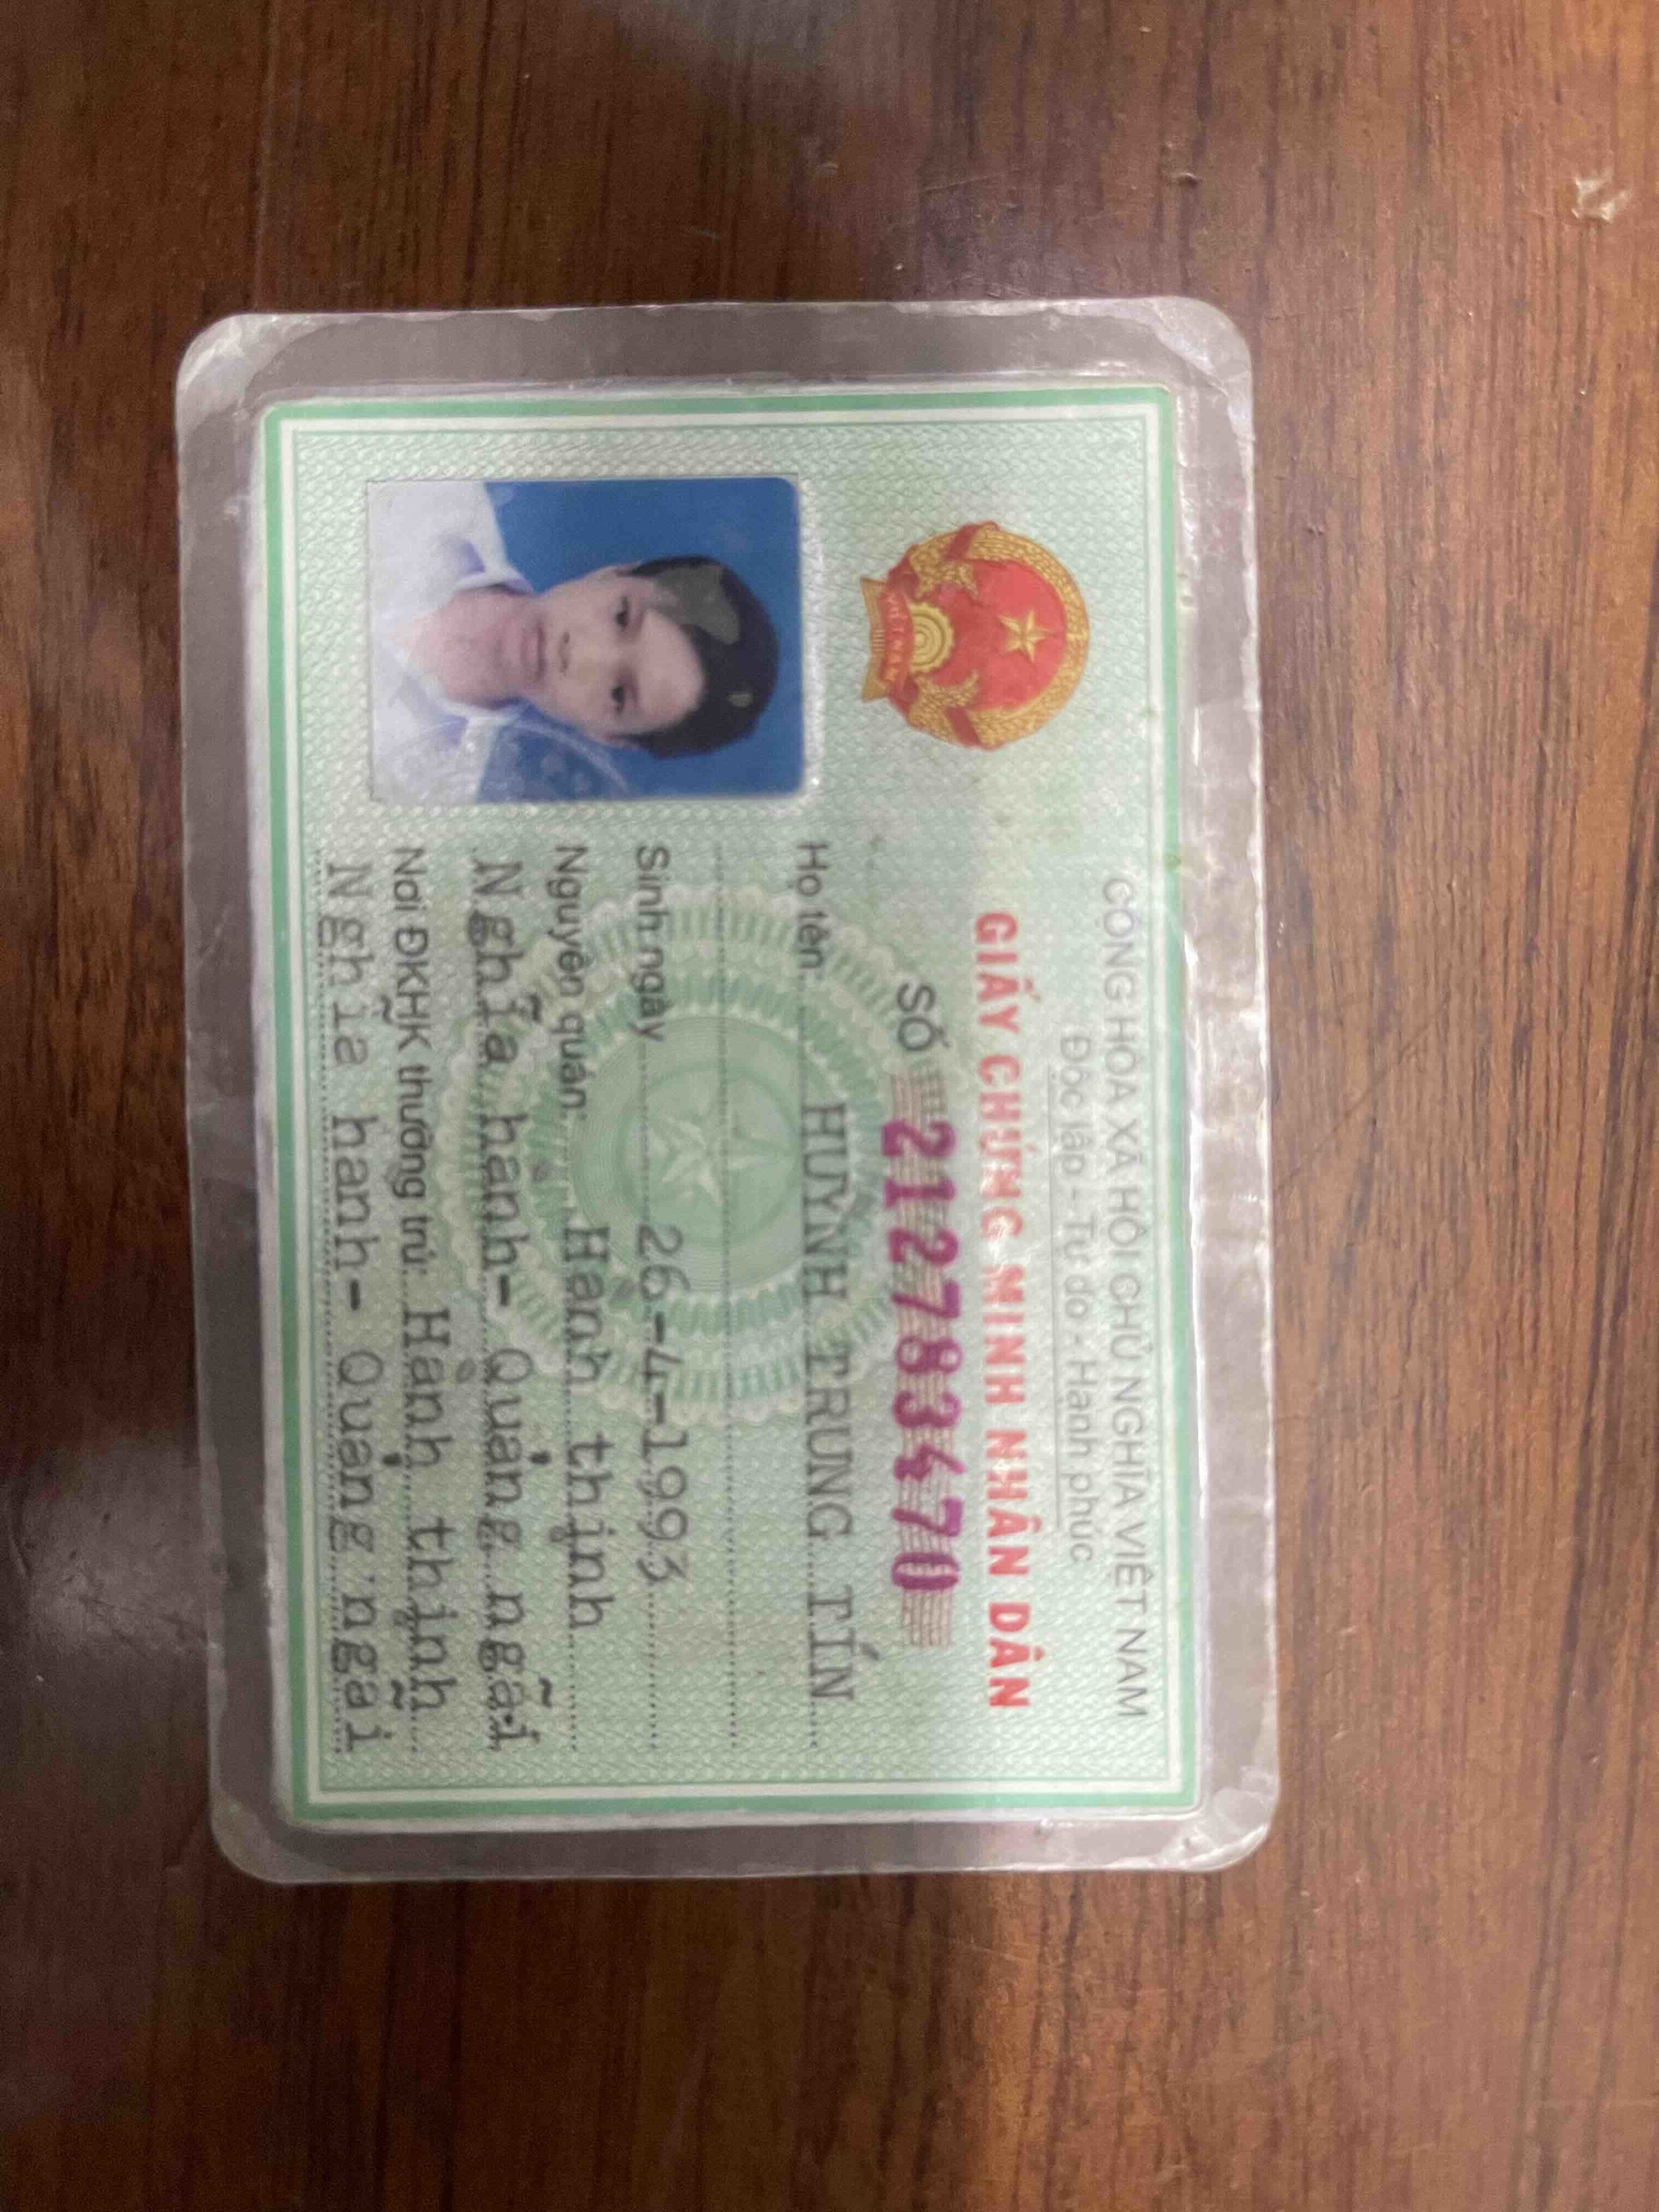 CỘNG HÒA XÃ HỘI CHỦ NGHĨA VIỆT NAM
Độc lập - Tự do - Hạnh phúc
GIẤY CHỨNG MINH NHÂN DÂN
SỐ 212783470
Họ tên: HUỲNH TRUNG TÍN
Sinh ngày 26-4-1993
Nguyên quán: Hành thịnh
Nghĩa hành- Quảng ngãi
Nơi ĐKHK thường trú: Hành thịnh
Nghĩa hành- Quảng ngãi
VIỆT NAM